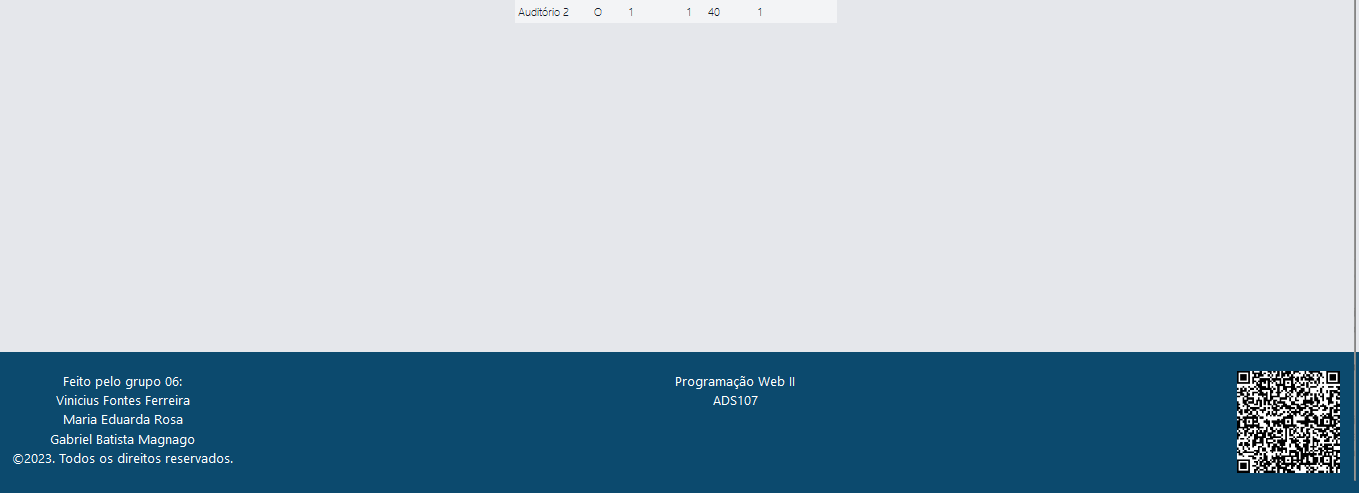 Auditório 2 O 1 1 40 1
Feito pelo grupo 06:
Vinicius Fontes Ferreira
Maria Eduarda Rosa
Gabriel Batista Magnago
©2023. Todos os direitos reservados.
Programação Web II
ADS107